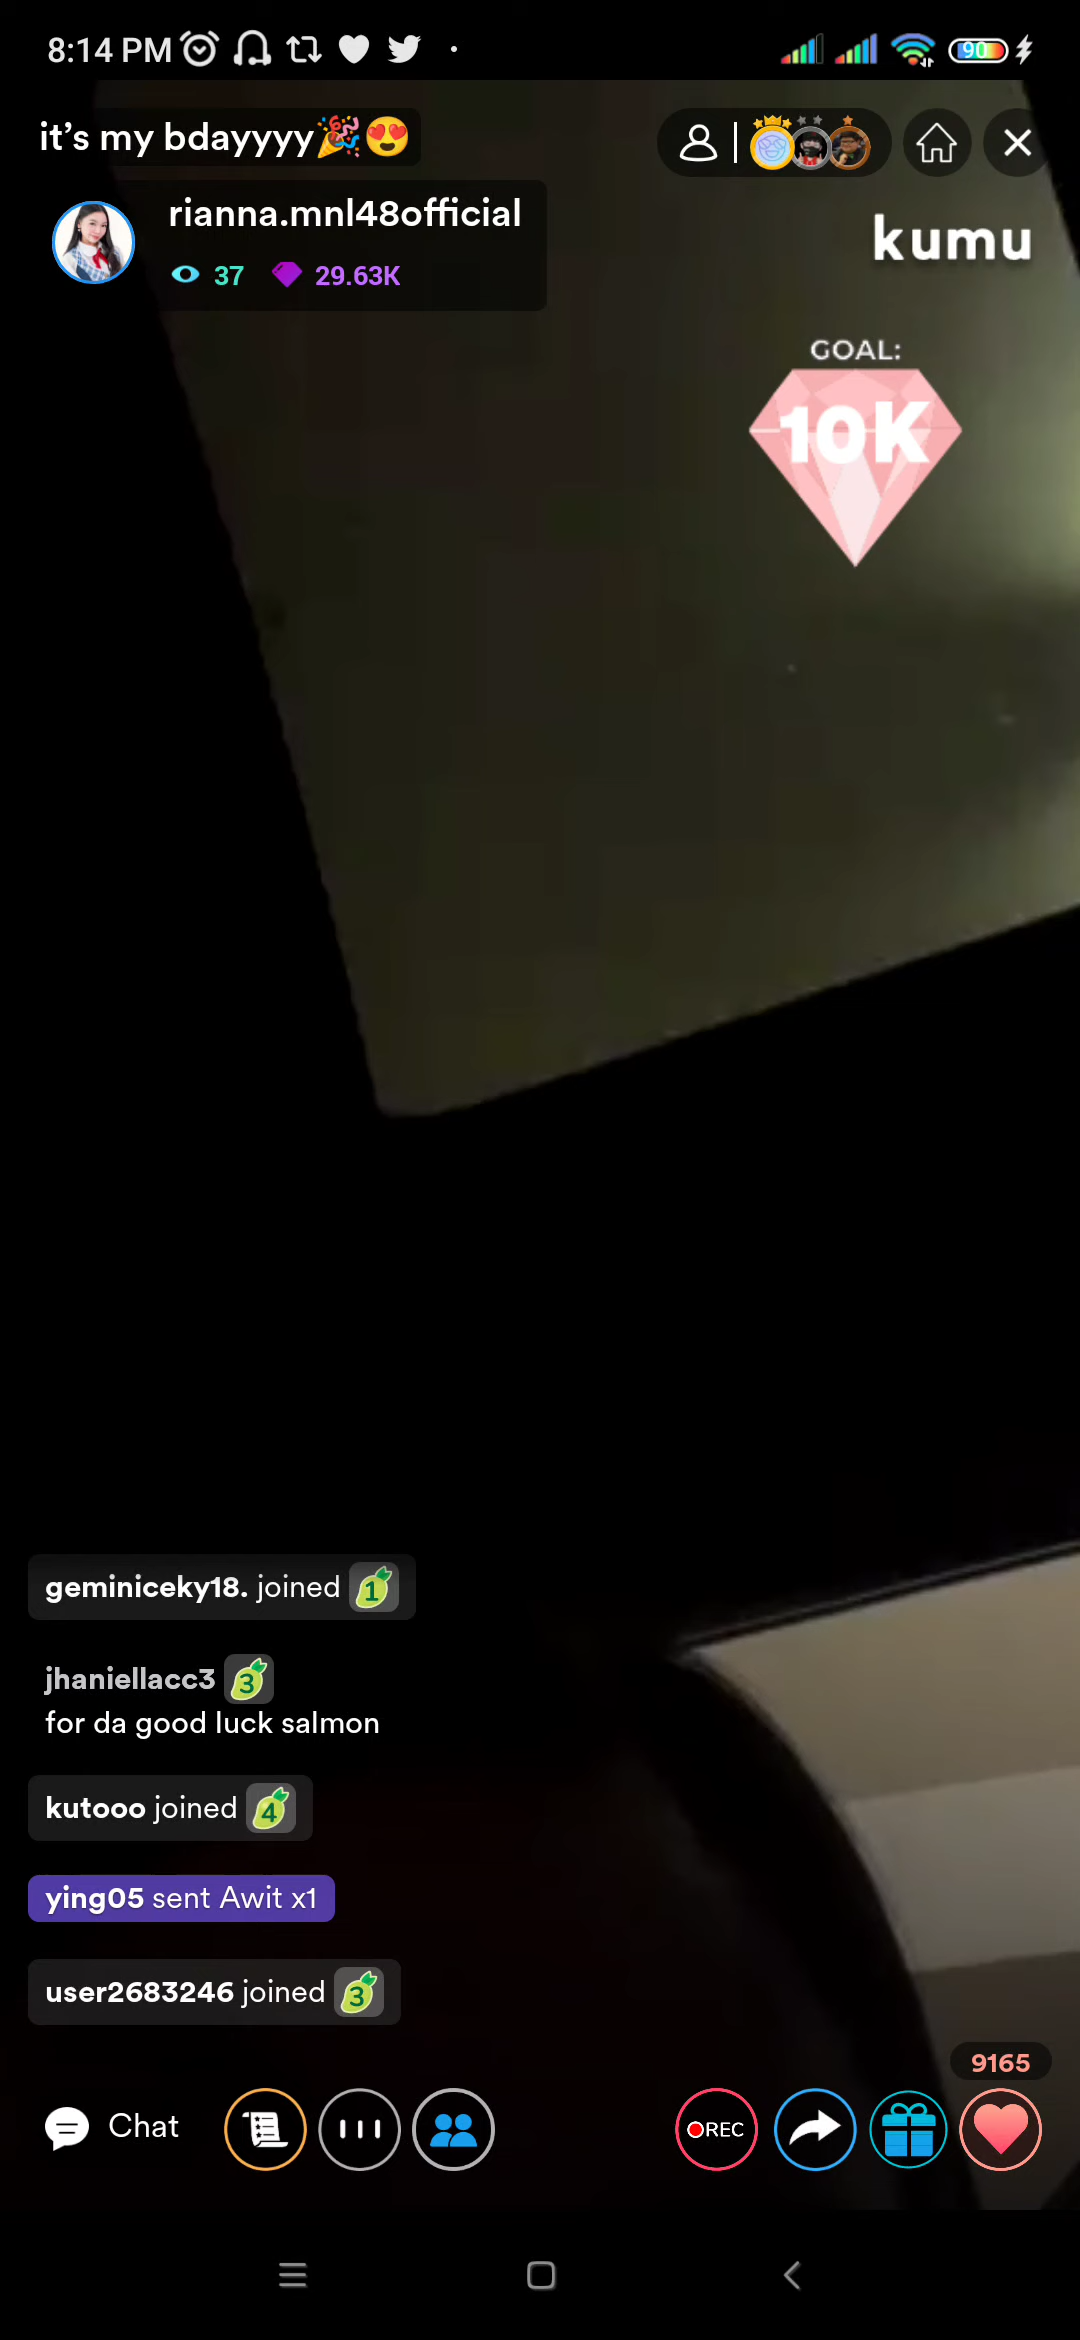 8:14 PM
90
it's my bdayyyy🎉😍
rianna.mnl48official
37 29.63K
kumu
GOAL:
10K
geminiceky18. joined 1
jhaniellacc3 3
for da good luck salmon
kutooo joined 4
ying05 sent Awit x1
user2683246 joined 3
9165
Chat
REC